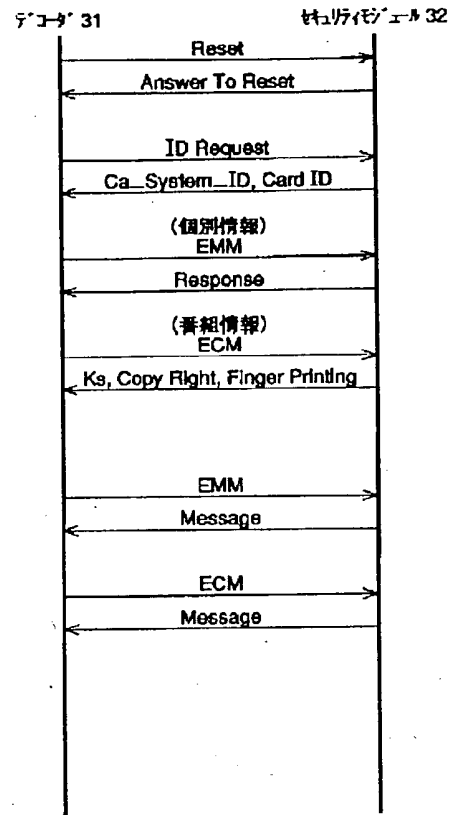 デコーダ 31
セキュリティモジュール 32
Reset
Answer To Reset
ID Request
Ca_System_ID, Card ID
(個別情報)
EMM
Response
(番組情報)
ECM
Ks, Copy Right, Finger Printing
EMM
Message
ECM
Message